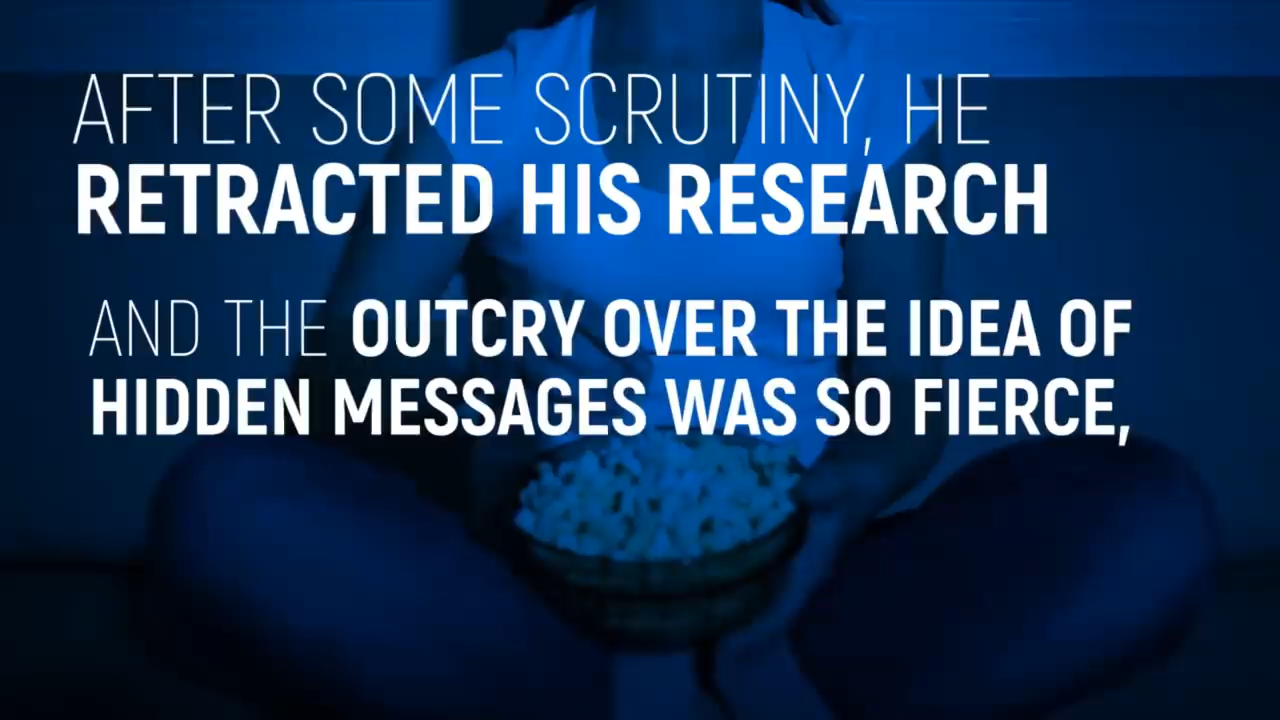 AFTER SOME SCRUTINY, HE
RETRACTED HIS RESEARCH
AND THE OUTCRY OVER THE IDEA OF
HIDDEN MESSAGES WAS SO FIERCE,